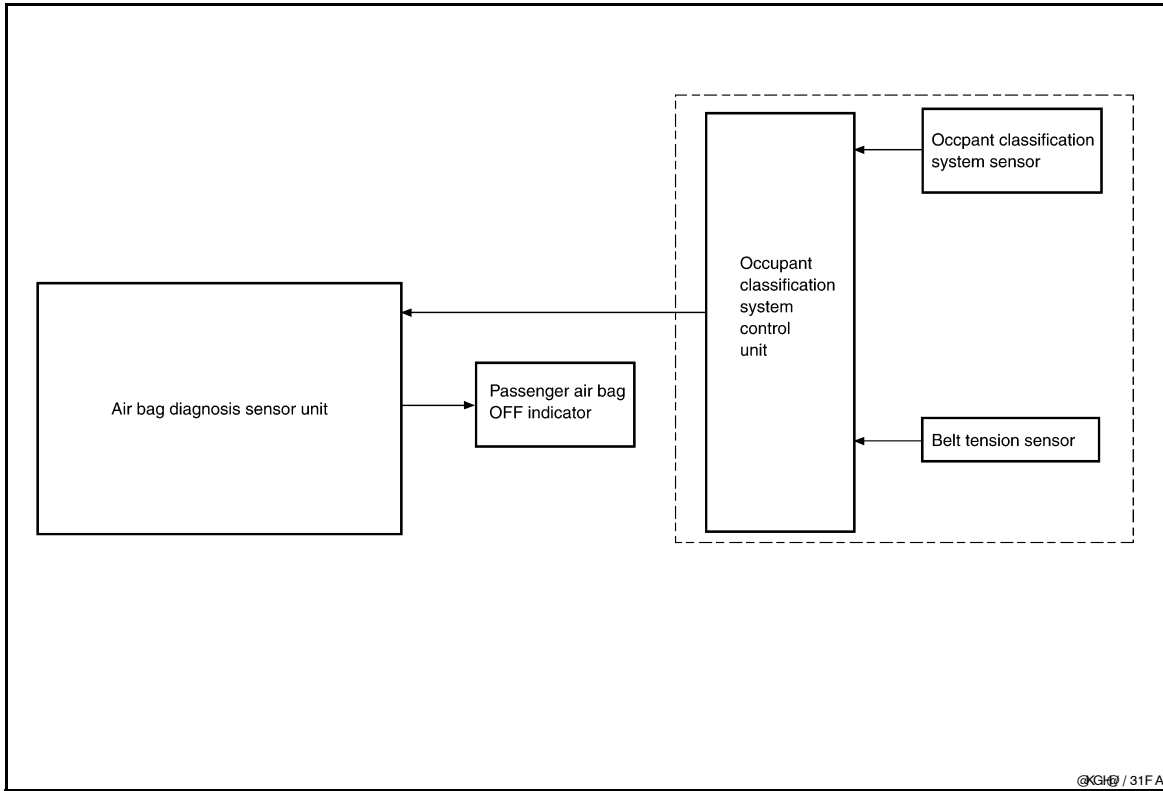 Occpant classification
system sensor
Occupant
classification
system
control
unit
Air bag diagnosis sensor unit
Passenger air bag
OFF indicator
Belt tension sensor
/ 31F A